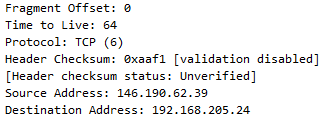 Fragment Offset: 0
Time to Live: 64
Protocol: TCP (6)
Header Checksum: 0xaaf1 [validation disabled]
[Header checksum status: Unverified]
Source Address: 146.190.62.39
Destination Address: 192.168.205.24